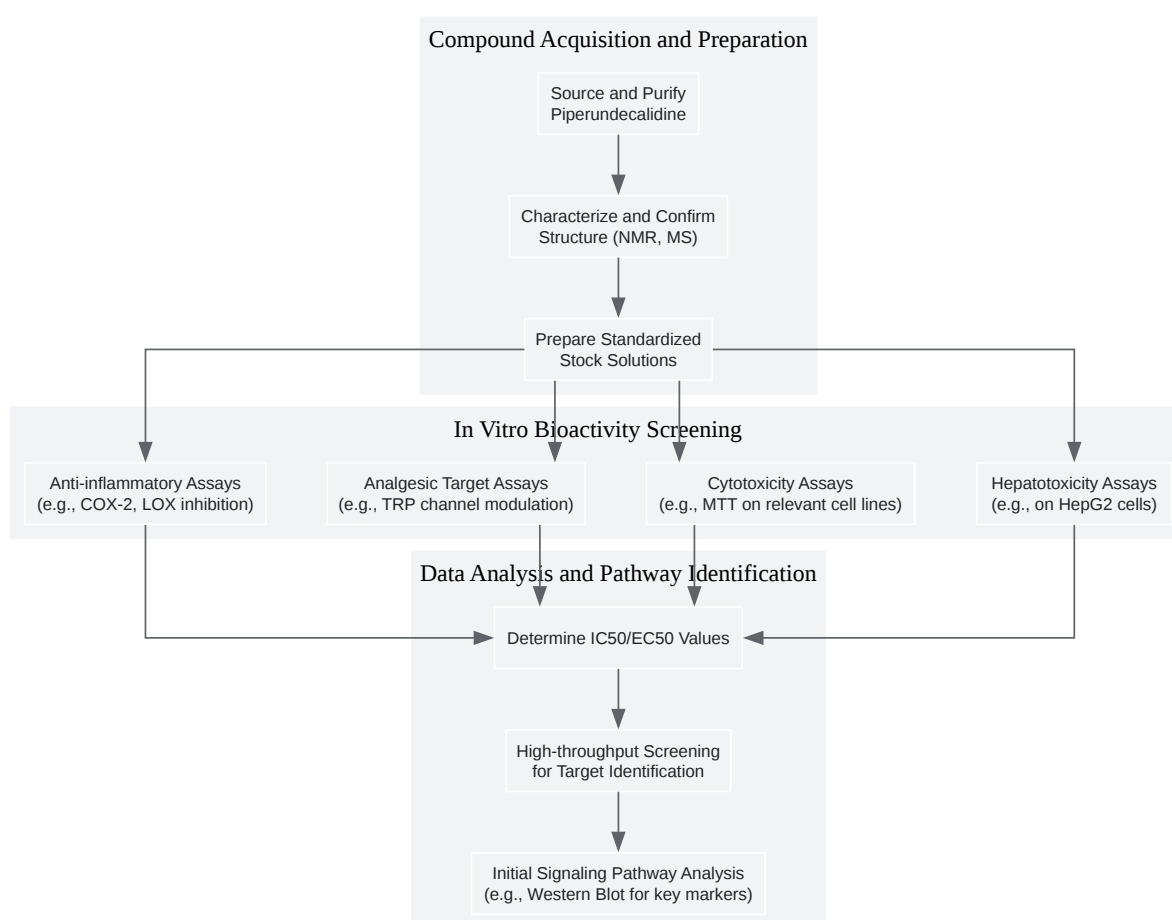 Compound Acquisition and Preparation
Source and Purify
Piperundecalidine
Characterize and Confirm
Structure (NMR, MS)
Prepare Standardized
Stock Solutions
In Vitro Bioactivity Screening
Anti-inflammatory Assays
(e.g., COX-2, LOX inhibition)
Analgesic Target Assays
(e.g., TRP channel modulation)
Cytotoxicity Assays
(e.g., MTT on relevant cell lines)
Hepatotoxicity Assays
(e.g., on HepG2 cells)
Data Analysis and Pathway Identification
Determine IC50/EC50 Values
High-throughput Screening
for Target Identification
Initial Signaling Pathway Analysis
(e.g., Western Blot for key markers)